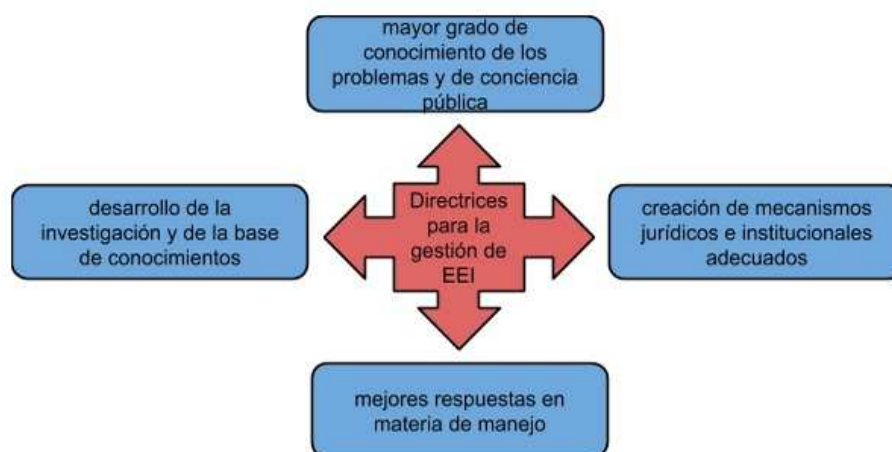 mayor grado de
conocimiento de los
problemas y de conciencia
pública
desarrollo de la
investigación y de la base
de conocimientos
Directrices
para la
gestión de
EEI
creación de mecanismos
jurídicos e institucionales
adecuados
mejores respuestas en
materia de manejo